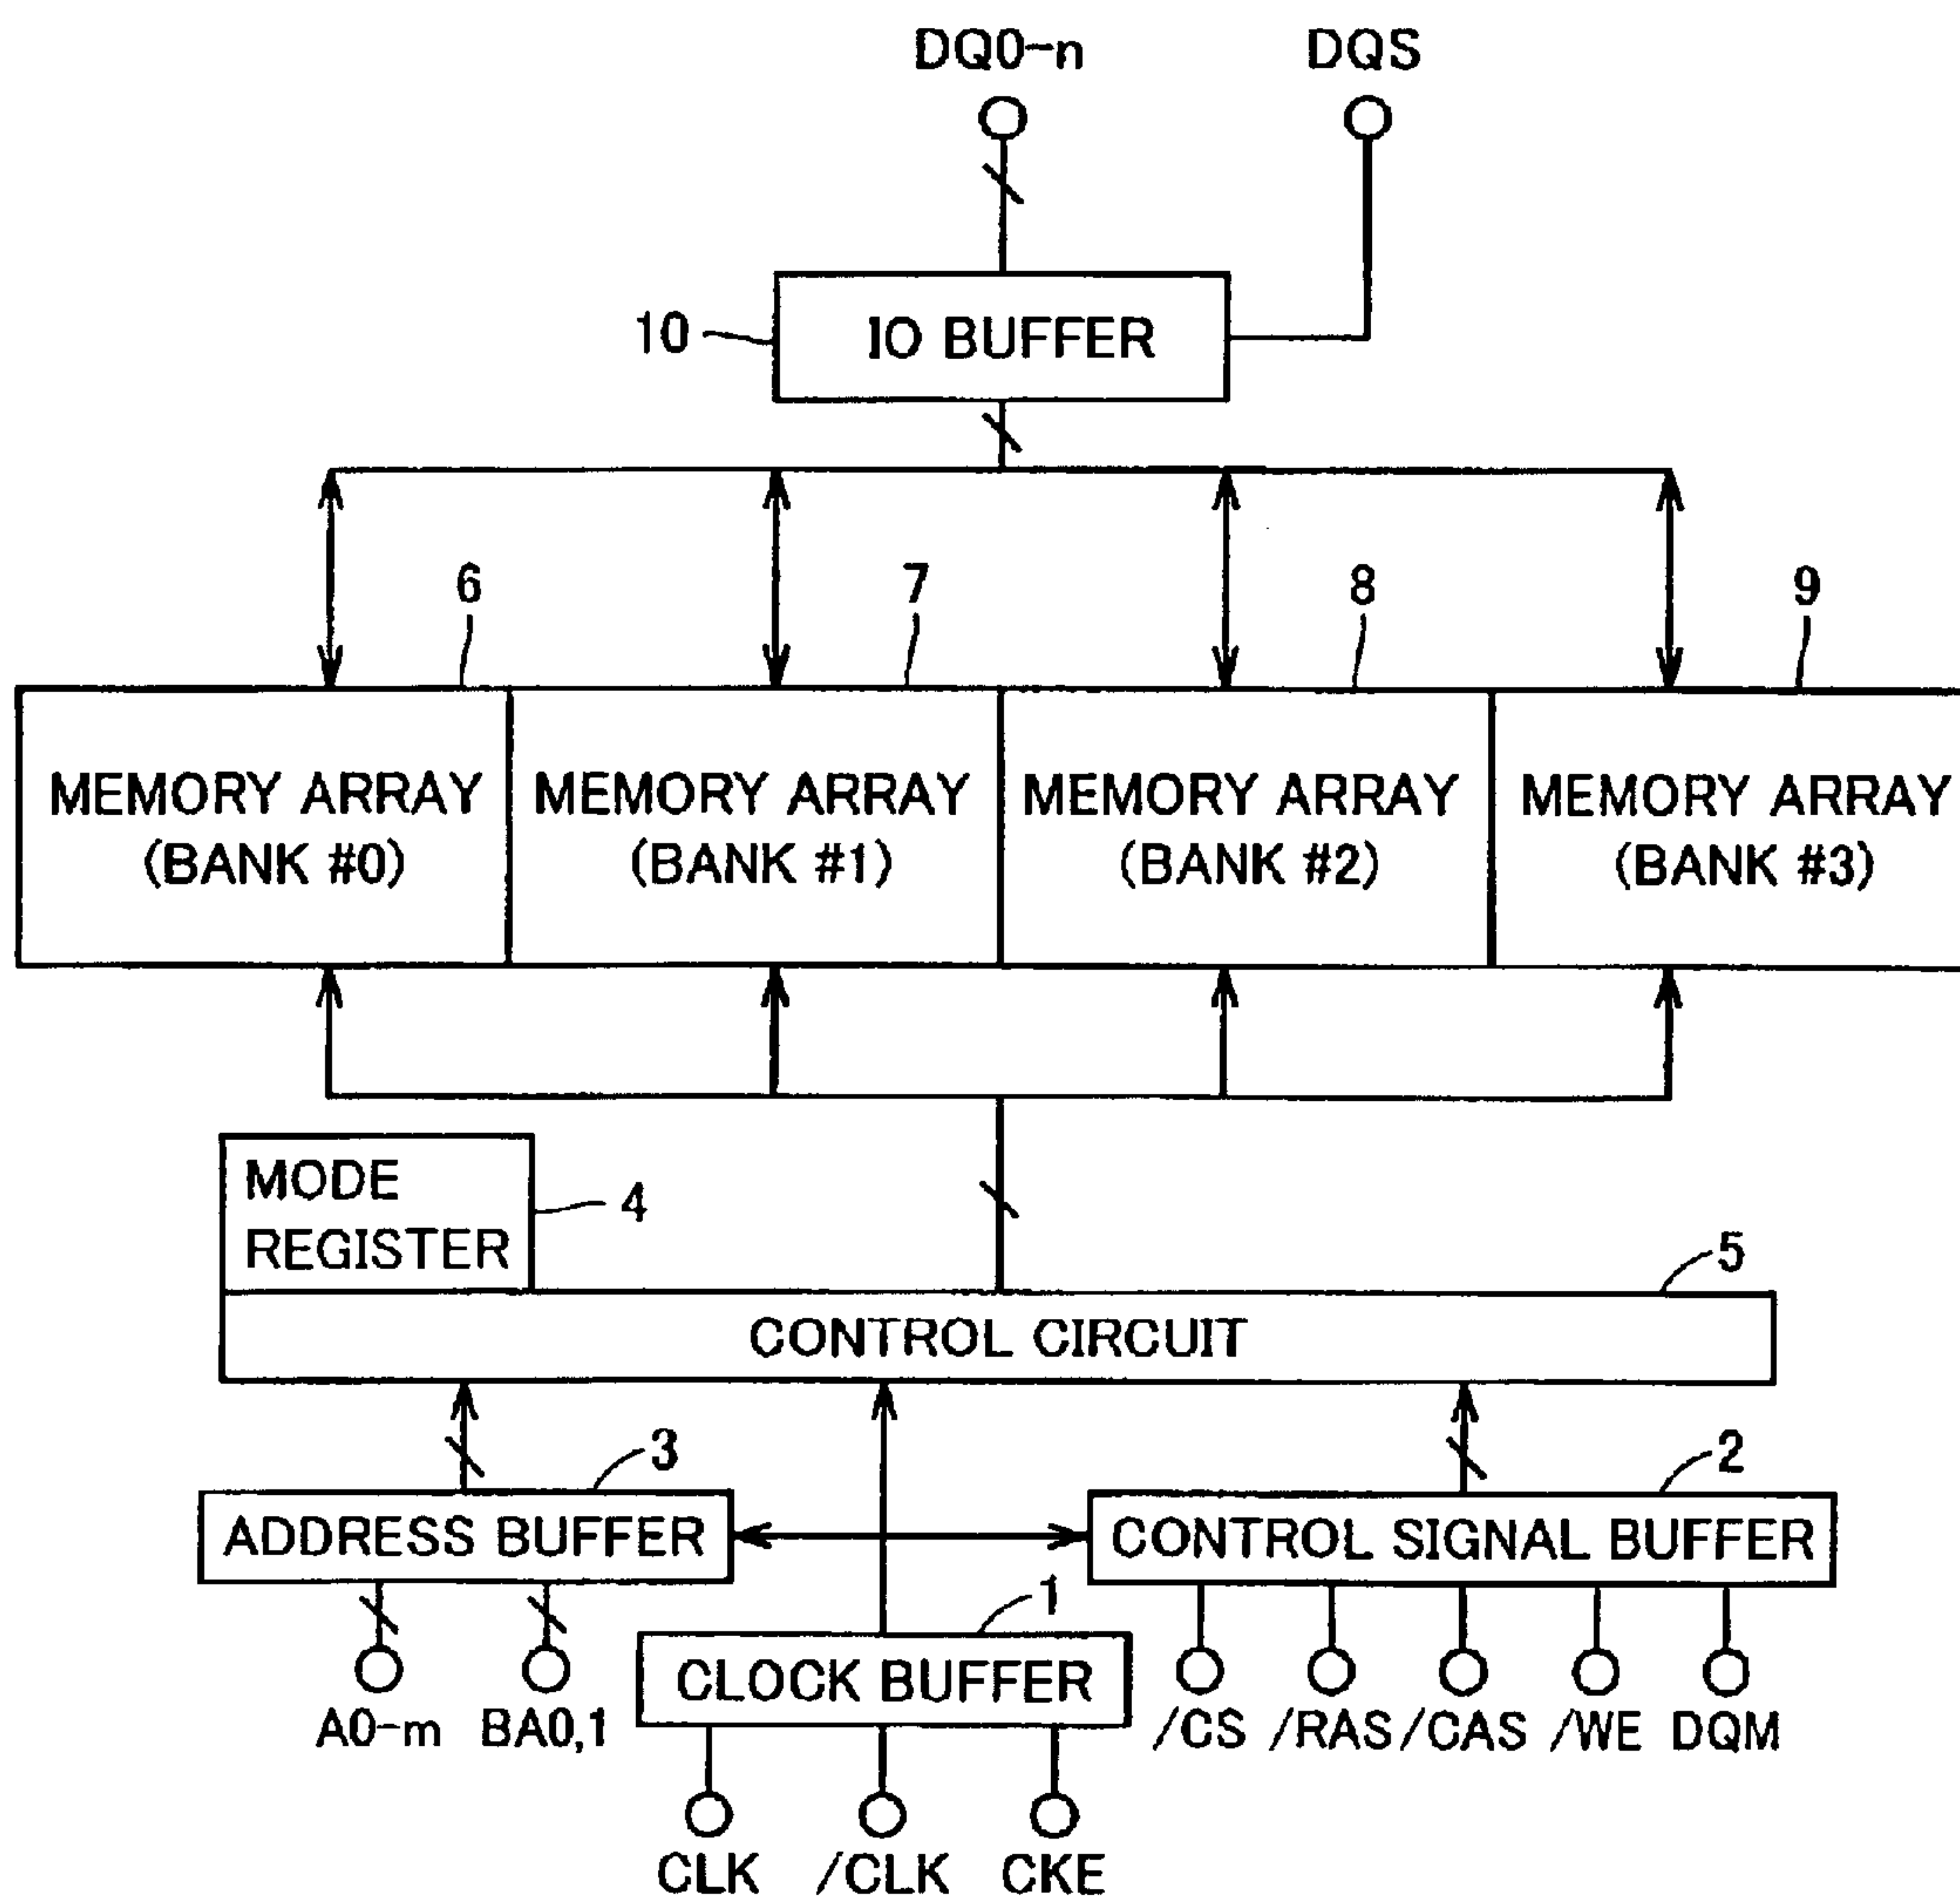 DQ0-n DQS
10 IO BUFFER
6 7 8 9
MEMORY ARRAY MEMORY ARRAY MEMORY ARRAY MEMORY ARRAY
(BANK #0) (BANK #1) (BANK #2) (BANK #3)
MODE
REGISTER
4
5
CONTROL CIRCUIT
3 2
ADDRESS BUFFER CONTROL SIGNAL BUFFER
1
CLOCK BUFFER
A0-m BA0,1 /CS /RAS /CAS /WE DQM
CLK /CLK CKE